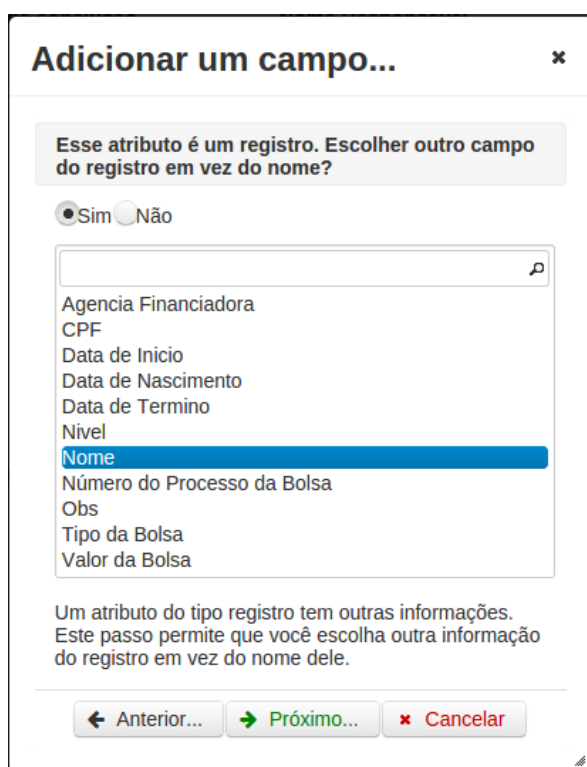 Adicionar um campo...
Esse atributo é um registro. Escolher outro campo
do registro em vez do nome?
Sim Não
Agencia Financiadora
CPF
Data de Inicio
Data de Nascimento
Data de Termino
Nivel
Nome
Número do Processo da Bolsa
Obs
Tipo da Bolsa
Valor da Bolsa
Um atributo do tipo registro tem outras informações.
Este passo permite que você escolha outra informação
do registro em vez do nome dele.
Anterior... Próximo... Cancelar